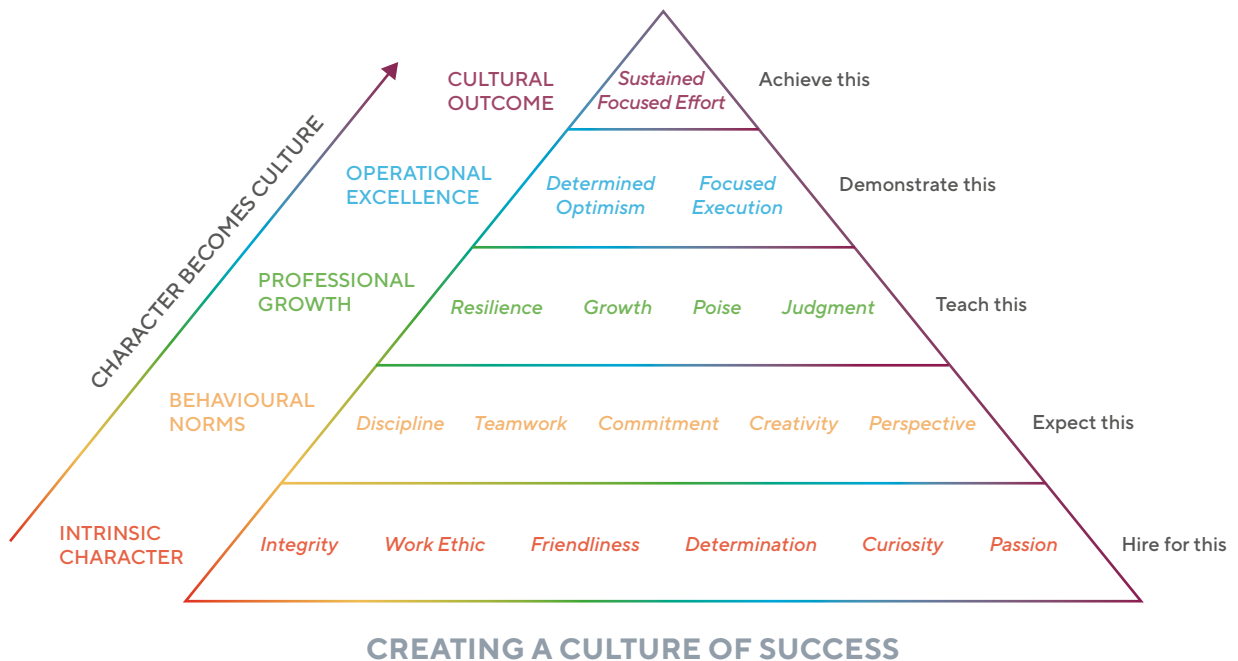 CULTURAL
OUTCOME
Sustained
Focused Effort
Achieve this
OPERATIONAL
EXCELLENCE
Determined
Optimism
Focused
Execution
Demonstrate this
CHARACTER BECOMES CULTURE
PROFESSIONAL
GROWTH
Resilience Growth Poise Judgment
Teach this
BEHAVIOURAL
NORMS
Discipline Teamwork Commitment Creativity Perspective
Expect this
INTRINSIC
CHARACTER
Integrity Work Ethic Friendliness Determination Curiosity Passion
Hire for this
CREATING A CULTURE OF SUCCESS